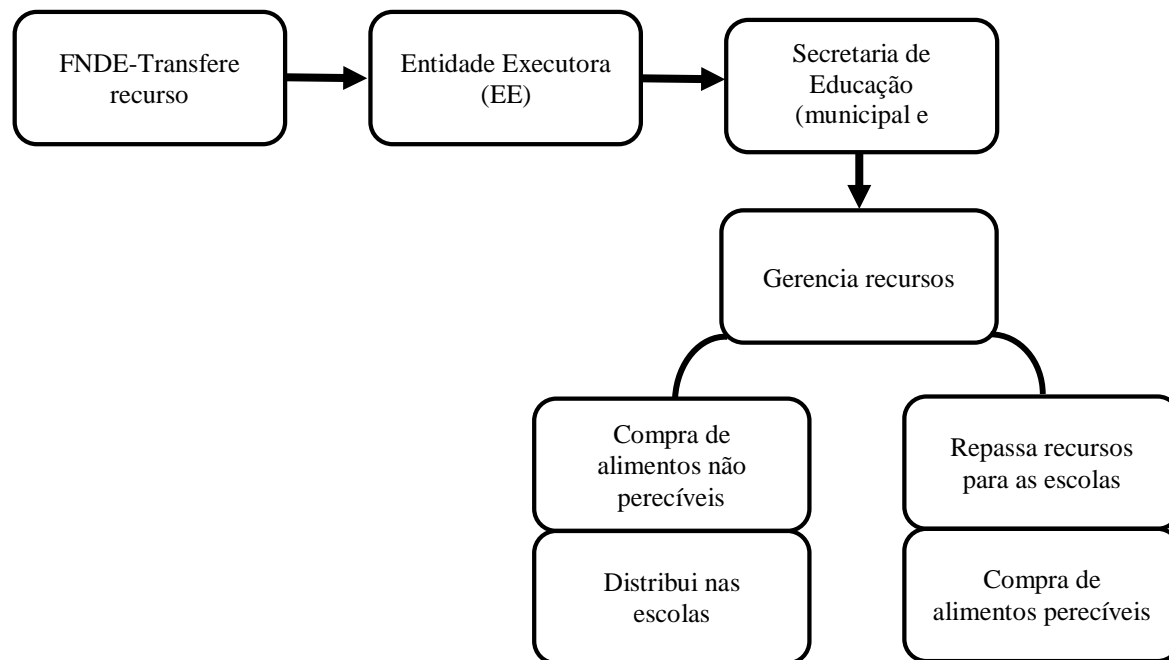 FNDE-Transfere
recurso
Entidade Executora
(EE)
Secretaria de
Educação
(municipal e
Gerencia recursos
Compra de
alimentos não
perecíveis
Distribui nas
escolas
Repassa recursos
para as escolas
Compra de
alimentos perecíveis